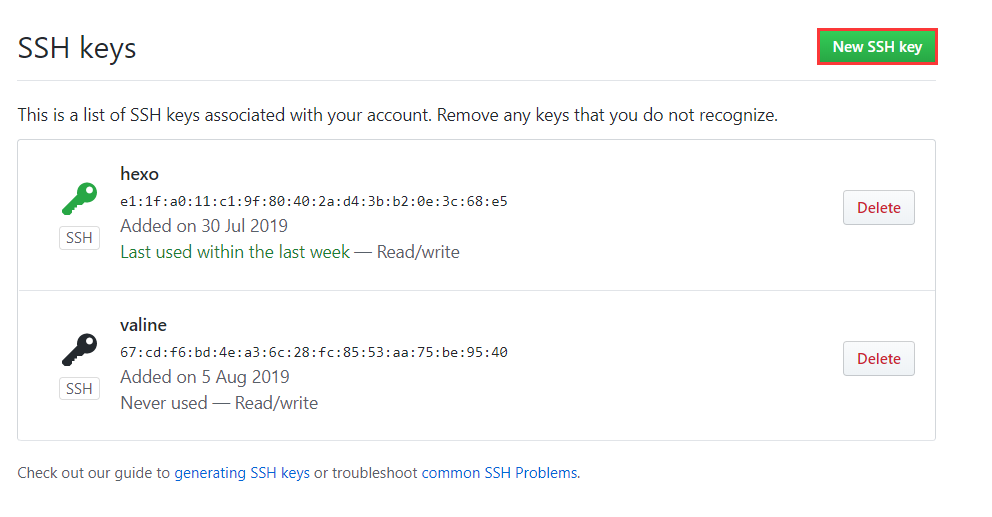 SSH keys
New SSH key
This is a list of SSH keys associated with your account. Remove any keys that you do not recognize.
hexo
e1:1f:a0:11:c1:9f:80:40:2a:d4:3b:b2:0e:3c:68:e5
Added on 30 Jul 2019
Last used within the last week — Read/write
SSH
Delete
valine
67:cd:f6:bd:4e:a3:6c:28:fc:85:53:aa:75:be:95:40
Added on 5 Aug 2019
Never used — Read/write
SSH
Delete
Check out our guide to generating SSH keys or troubleshoot common SSH Problems.